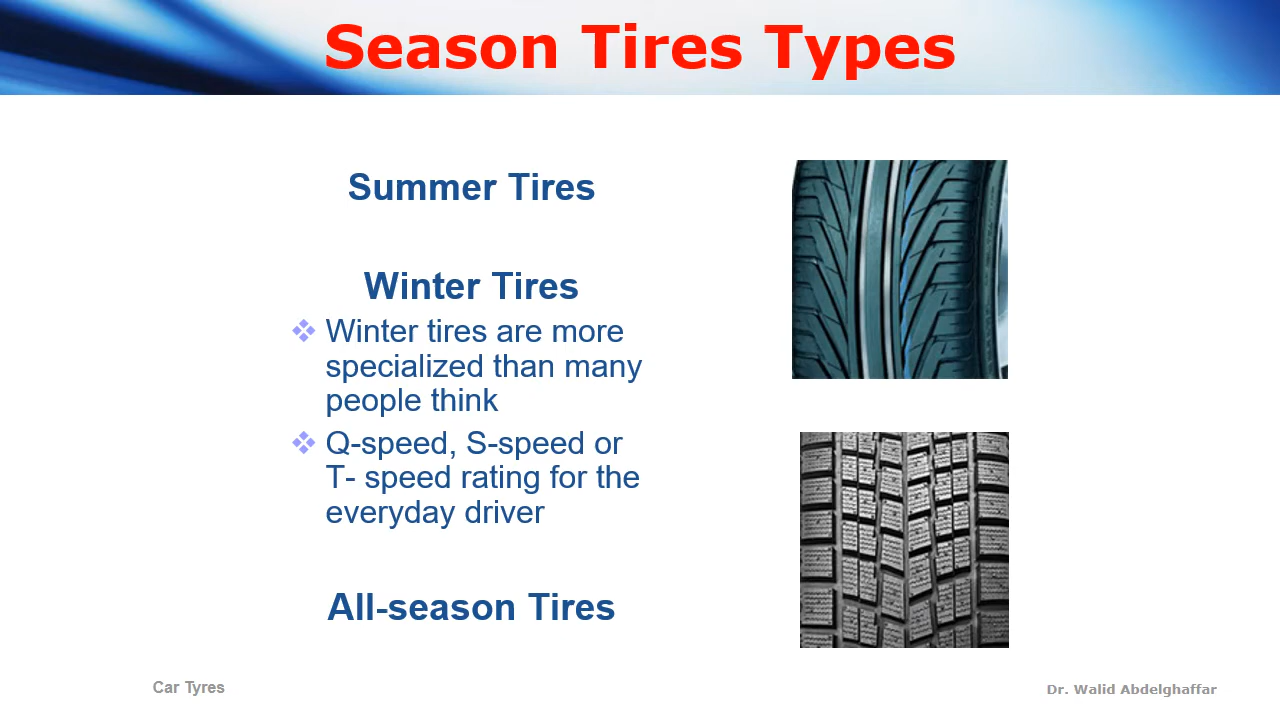 Season Tires Types
Summer Tires
Winter Tires
❖ Winter tires are more
specialized than many
people think
❖ Q-speed, S-speed or
T- speed rating for the
everyday driver
All-season Tires
Car Tyres
Dr. Walid Abdelghaffar